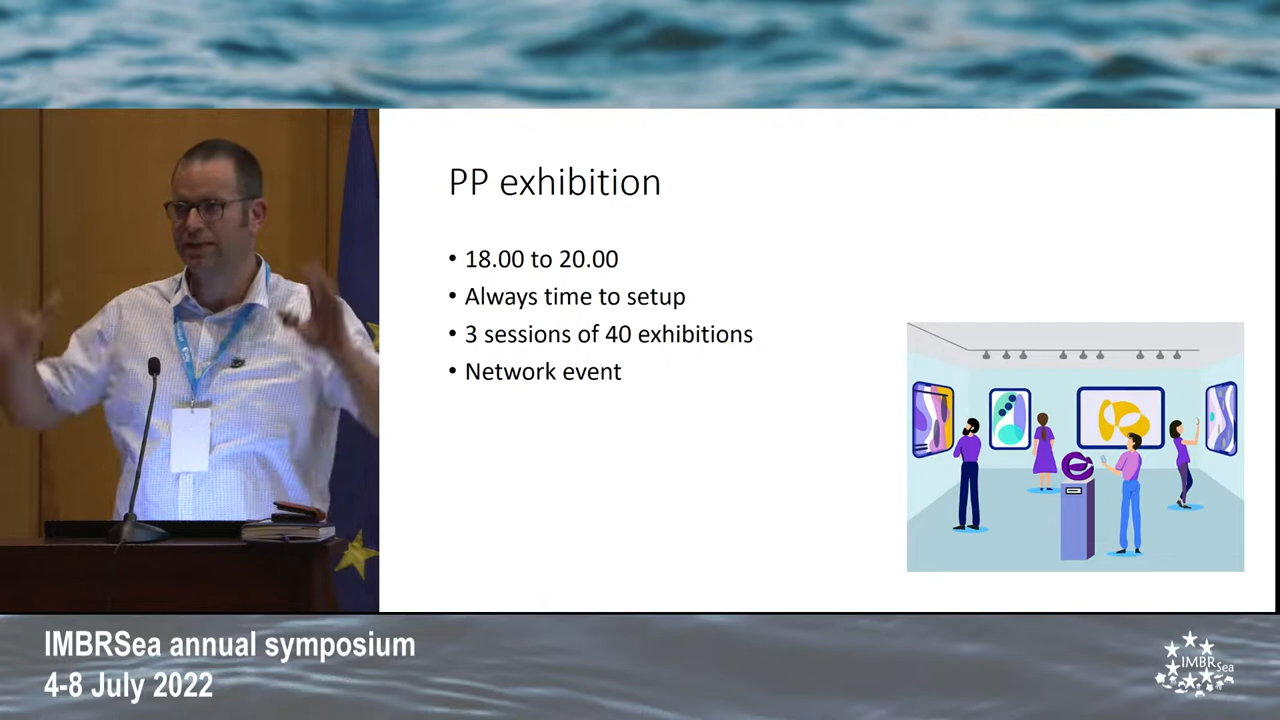 PP exhibition
• 18.00 to 20.00
• Always time to setup
• 3 sessions of 40 exhibitions
• Network event
IMBRSea annual symposium
4-8 July 2022
IMBRSea